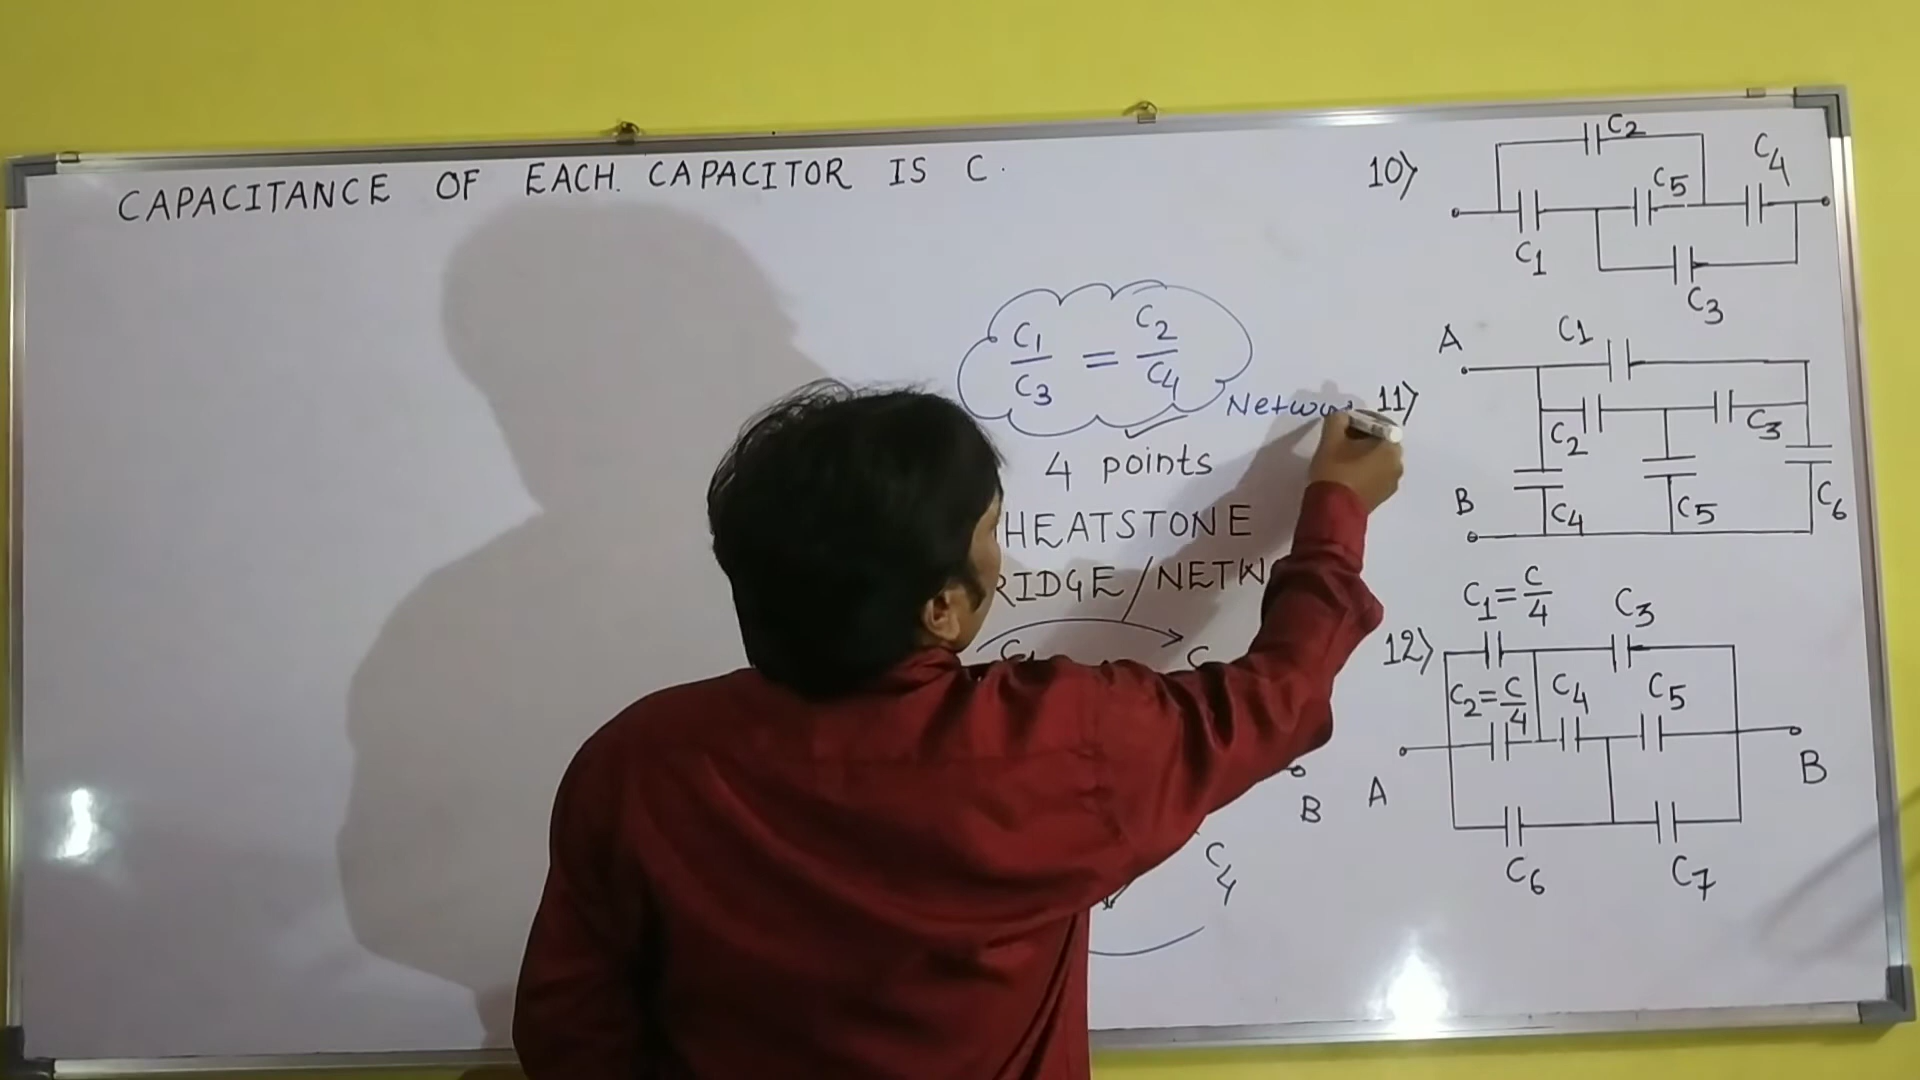 CAPACITANCE OF EACH. CAPACITOR IS C.
C1/C3 = C2/C4
4 points
HEATSTONE
RIDGE/NETW
C1
B
C4
10)
C2
C5
C4
C1
C3
11)
A
C1
C2
C3
B
C4
C5
C6
12)
C1=C/4
C3
C2=C/4
C4
C5
A
B
C6
C7